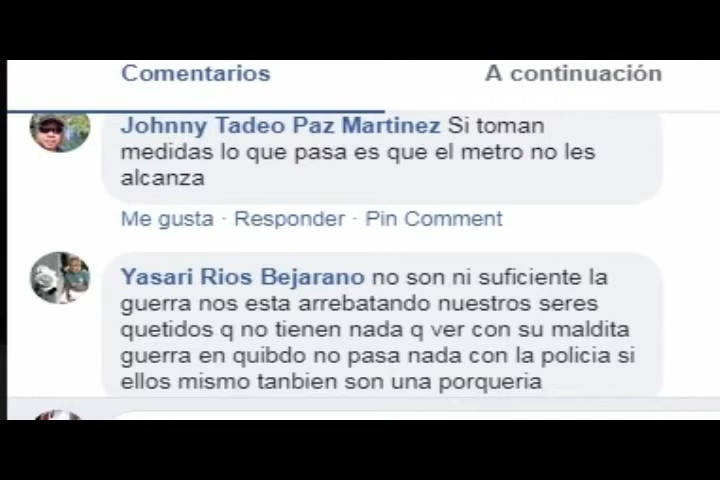 Comentarios
A continuación
Johnny Tadeo Paz Martinez Si toman
medidas lo que pasa es que el metro no les
alcanza
Me gusta · Responder · Pin Comment
Yasari Rios Bejarano no son ni suficiente la
guerra nos esta arrebatando nuestros seres
quetidos q no tienen nada q ver con su maldita
guerra en quibdo no pasa nada con la policia si
ellos mismo tanbien son una porqueria